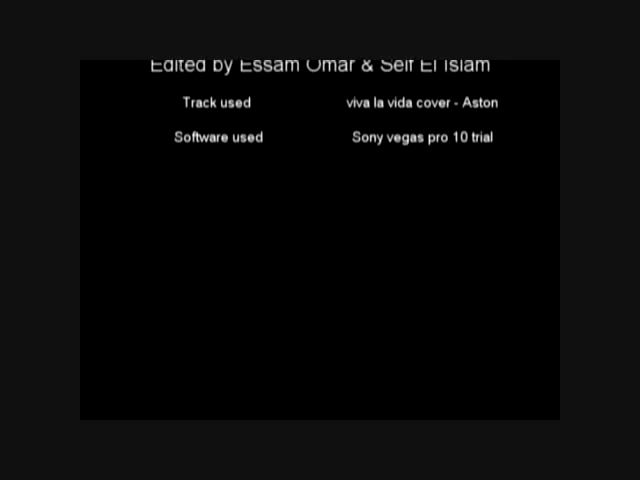 Edited by Essam Omar & Seif El Islam
Track used viva la vida cover - Aston
Software used Sony vegas pro 10 trial